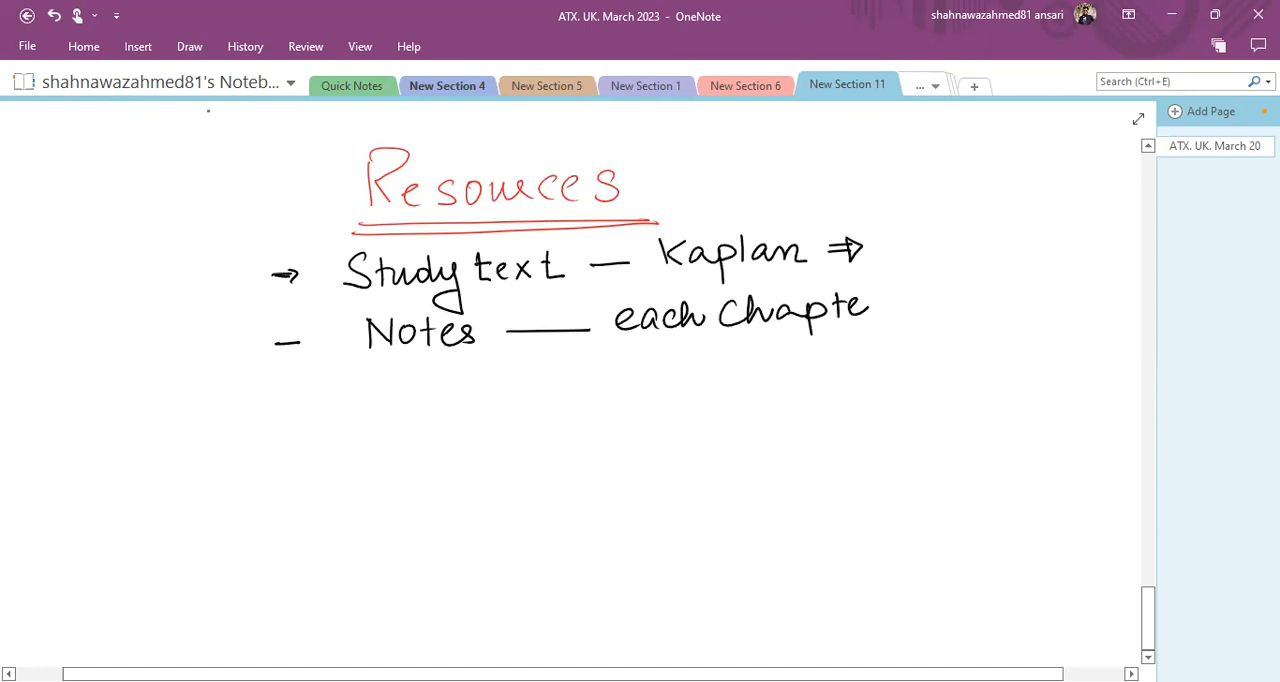 ATX. UK. March 2023 - OneNote
shahnawazahmed81 ansari
File Home Insert Draw History Review View Help
shahnawazahmed81's Noteb...
Quick Notes New Section 4 New Section 5 New Section 1 New Section 6 New Section 11 ...
Search (Ctrl+E)
Add Page
ATX. UK. March 20
Resources
→ Study text — Kaplan ⇒
– Notes — each Chapte